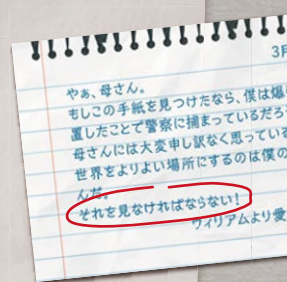 3月
やぁ、母さん。
もしこの手紙を見つけたなら、僕は爆
置したことで警察に捕まっているだろ
母さんには大変申し訳なく思っている
世界をよりよい場所にするのは僕の
んだ。
それを見なければならない!
ウィリアムより愛